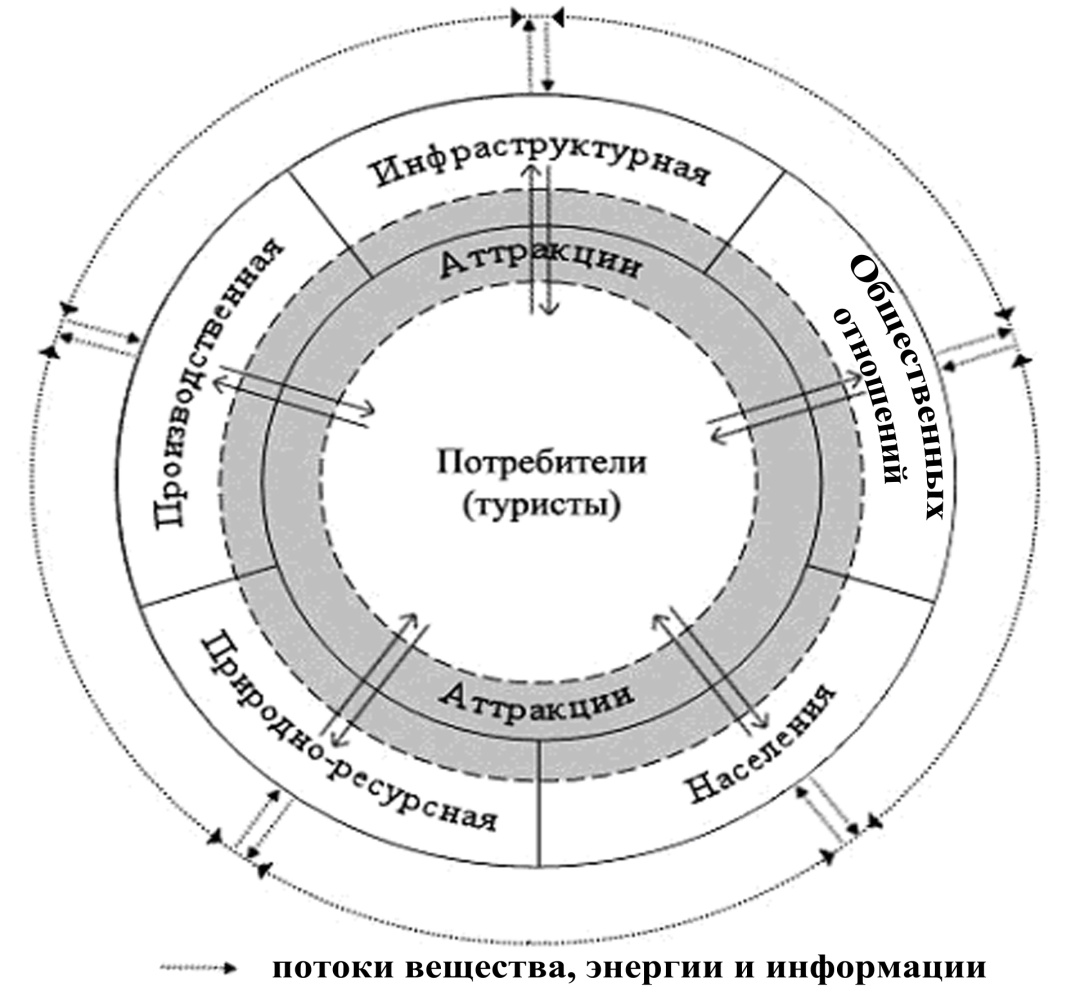 Инфраструктурная
Аттракции
Производственная
Общественных
отношений
Потребители
(туристы)
Аттракции
Природно-ресурсная
Населения
потоки вещества, энергии и информации